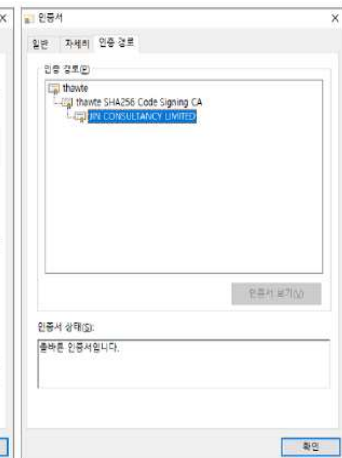 인증서
일반 자세히 인증 경로
인증 경로(P)
thawte
thawte SHA256 Code Signing CA
JIN CONSULTANCY LIMITED
인증서 보기(V)
인증서 상태(S):
올바른 인증서입니다.
확인